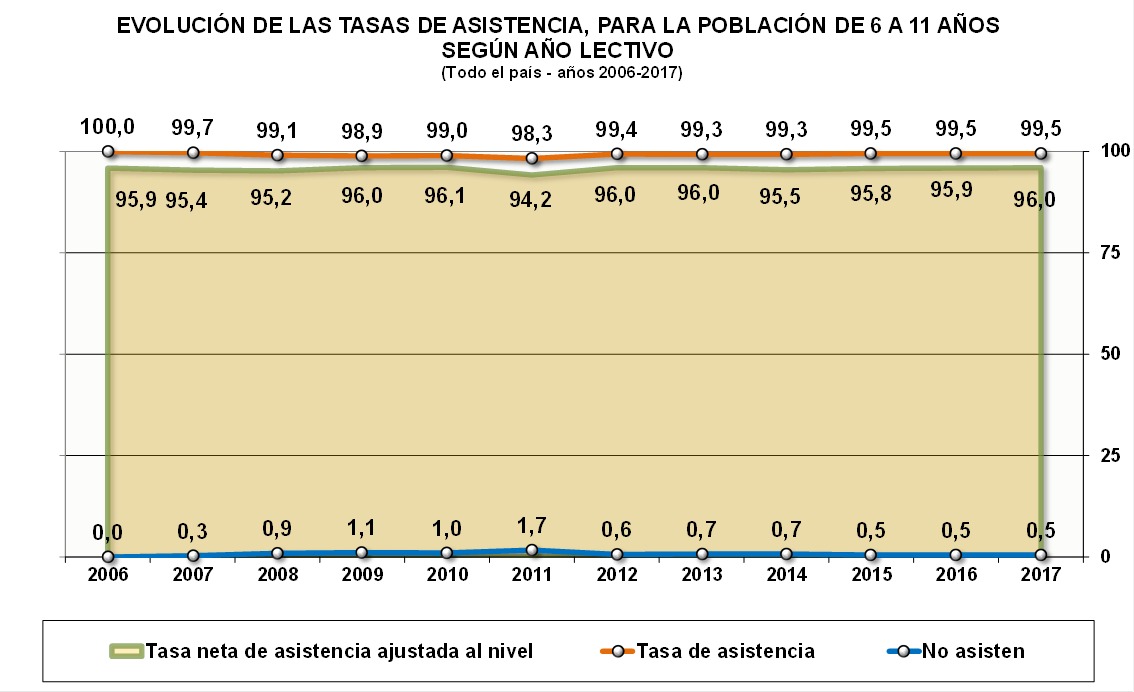 EVOLUCIÓN DE LAS TASAS DE ASISTENCIA, PARA LA POBLACIÓN DE 6 A 11 AÑOS
SEGÚN AÑO LECTIVO
(Todo el país - años 2006-2017)
100,0 99,7 99,1 98,9 99,0 98,3 99,4 99,3 99,3 99,5 99,5 99,5
100
95,9 95,4 95,2 96,0 96,1 94,2 96,0 96,0 95,5 95,8 95,9 96,0
75
50
25
0,0 0,3 0,9 1,1 1,0 1,7 0,6 0,7 0,7 0,5 0,5 0,5
0
2006 2007 2008 2009 2010 2011 2012 2013 2014 2015 2016 2017
Tasa neta de asistencia ajustada al nivel Tasa de asistencia No asisten